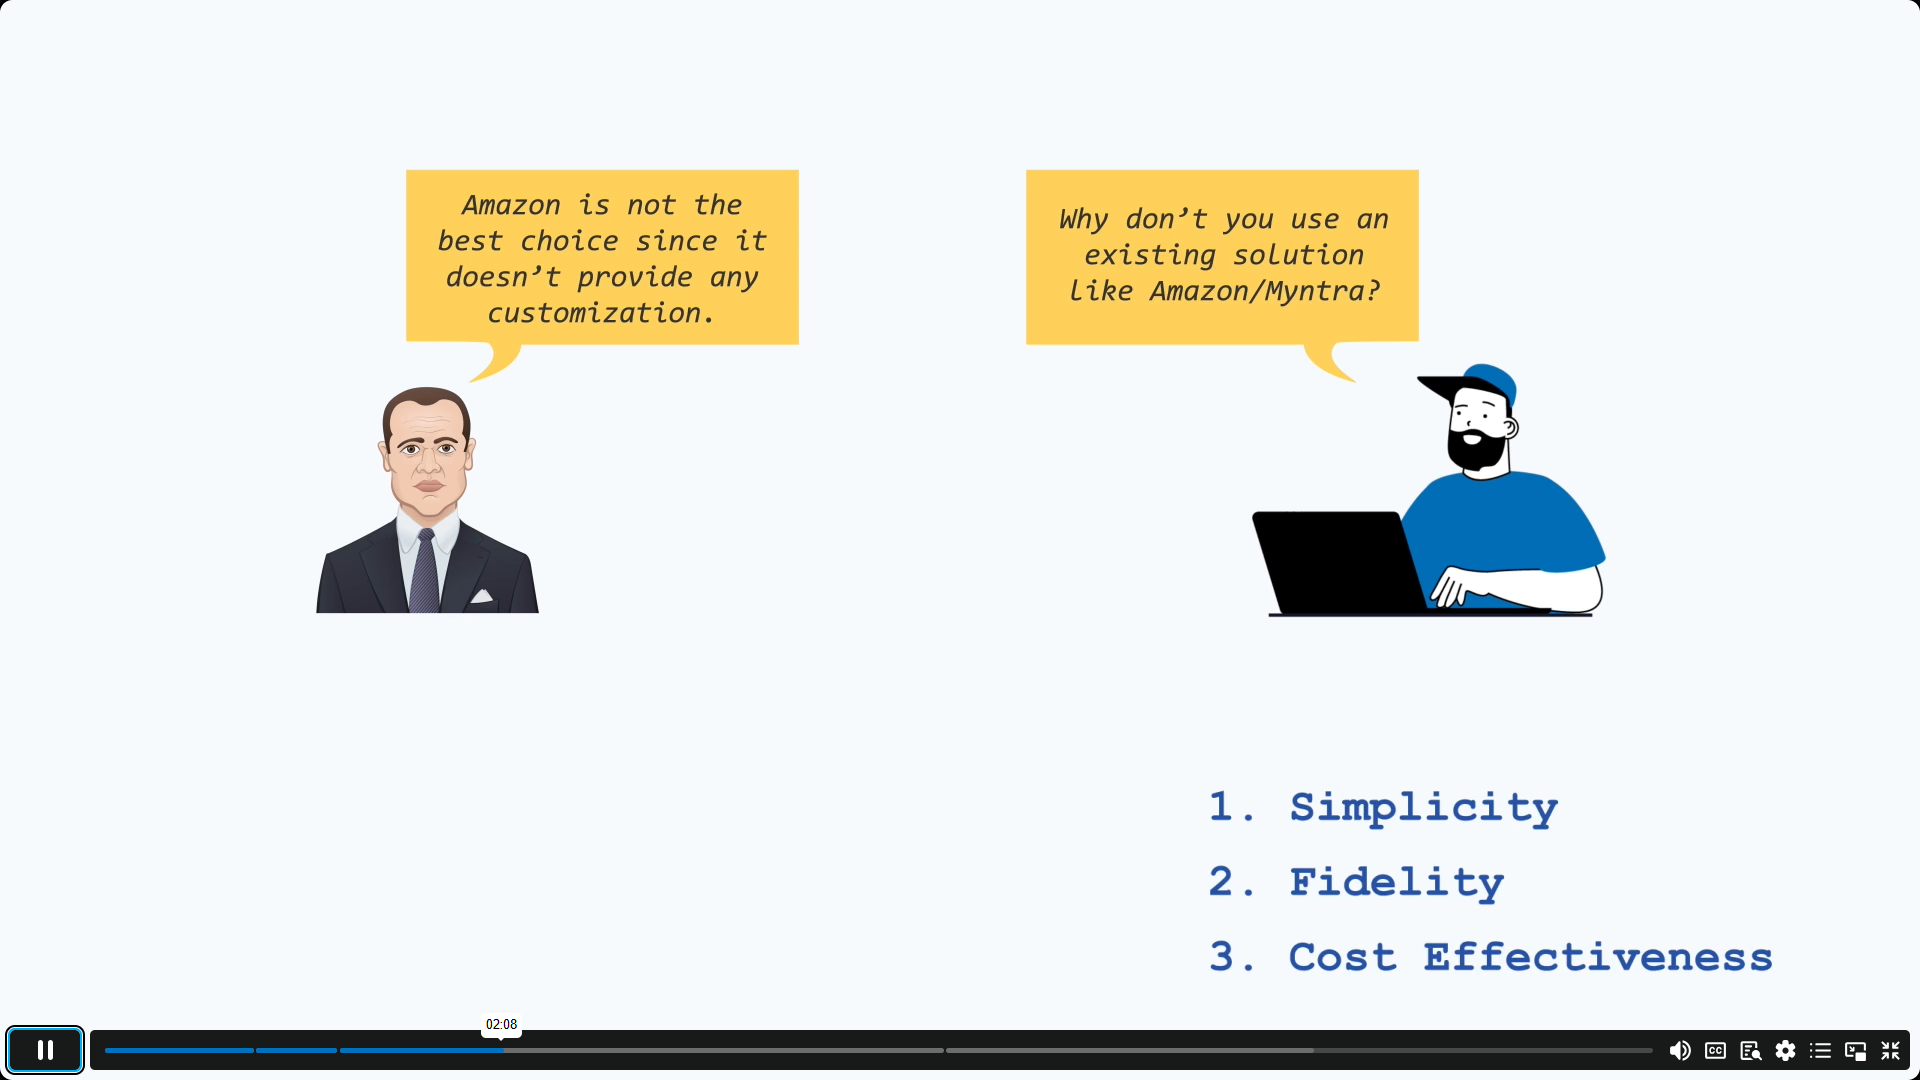 Amazon is not the
best choice since it
doesn’t provide any
customization.
Why don’t you use an
existing solution
like Amazon/Myntra?
1. Simplicity
2. Fidelity
3. Cost Effectiveness
02:08
CC